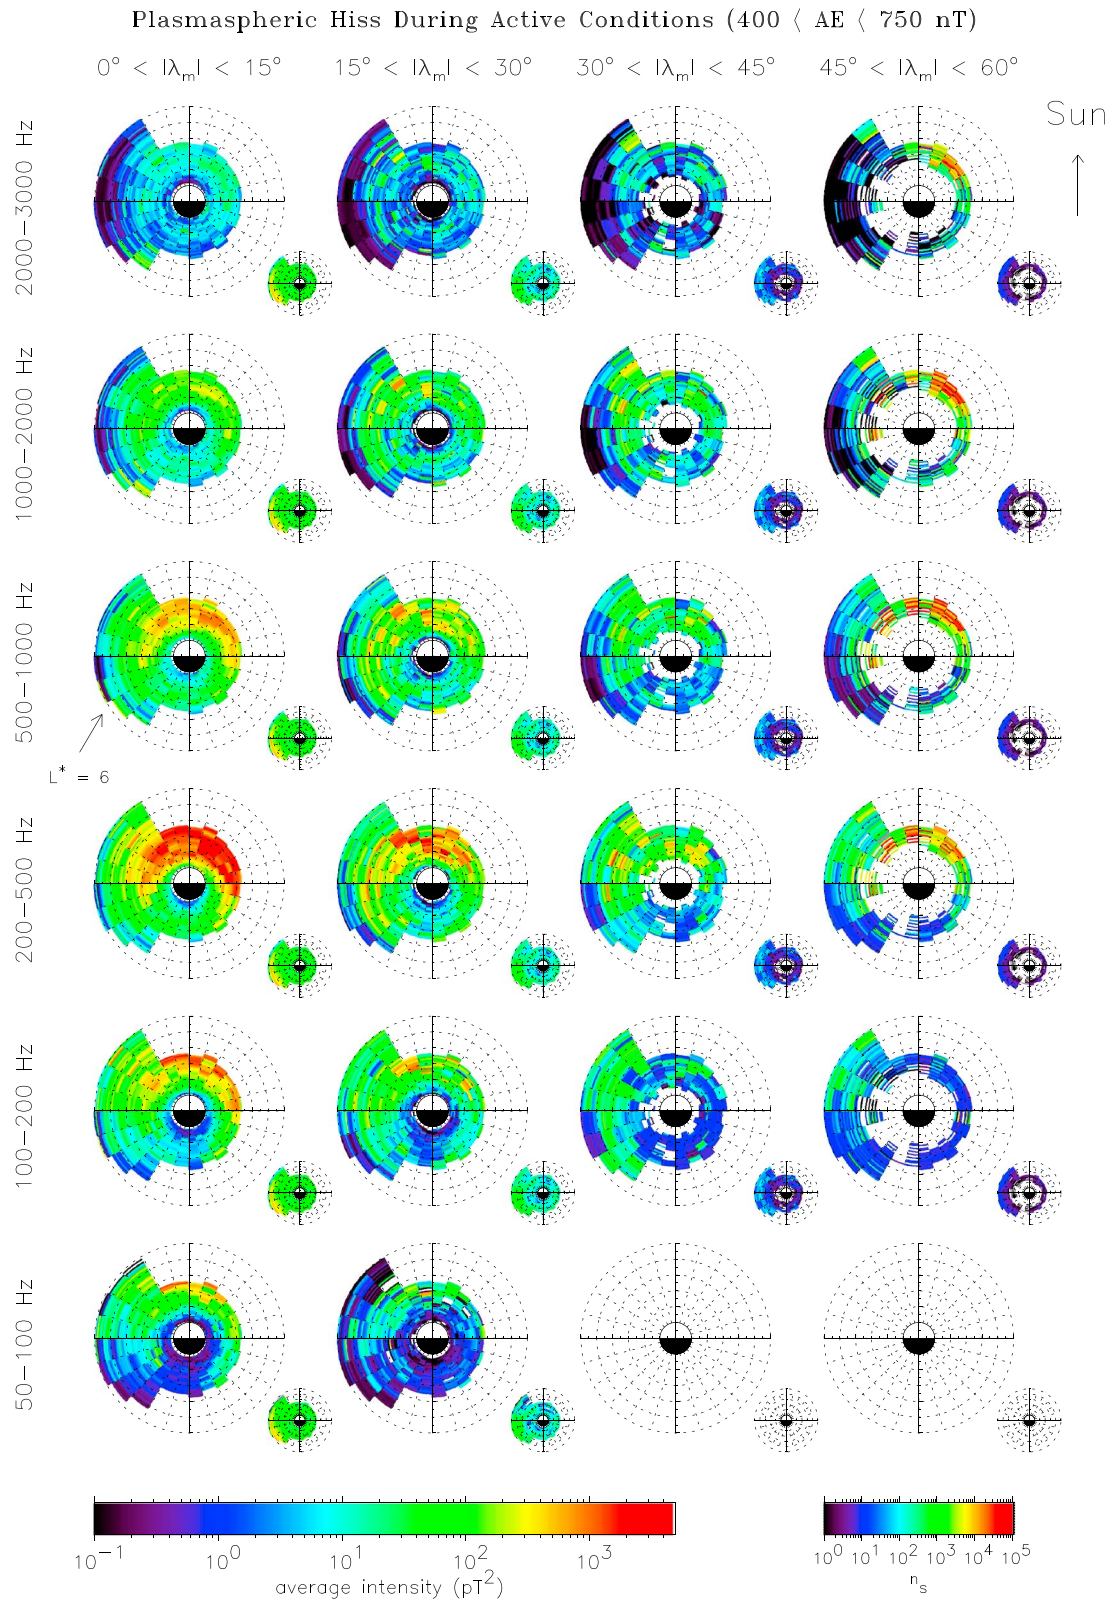 Plasmaspheric Hiss During Active Conditions (400 < AE < 750 nT)
0° < |λm| < 15° 15° < |λm| < 30° 30° < |λm| < 45° 45° < |λm| < 60°
Sun
2000-3000 Hz
1000-2000 Hz
500-1000 Hz
L* = 6
200-500 Hz
100-200 Hz
50-100 Hz
10^-1 10^0 10^1 10^2 10^3
average intensity (pT^2)
10^0 10^1 10^2 10^3 10^4 10^5
ns